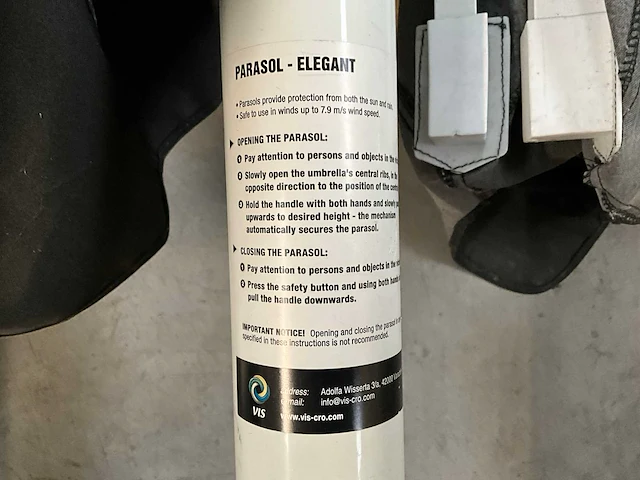 PARASOL - ELEGANT
• Parasols provide protection from both the sun and rain.
• Safe to use in winds up to 7.9 m/s wind speed.
OPENING THE PARASOL:
Pay attention to persons and objects in the
Slowly open the umbrella's central ribs, in the
opposite direction to the position of the
Hold the handle with both hands and slowly
upwards to desired height - the mechanism
automatically secures the parasol.
CLOSING THE PARASOL:
Pay attention to persons and objects in the
Press the safety button and using both hands
pull the handle downwards.
IMPORTANT NOTICE! Opening and closing the parasol
specified in these instructions is not recommended.
Address: Adolfa Wisserta 3/a, 42000
E-mail: info@vis-cro.com
VIS
www.vis-cro.com